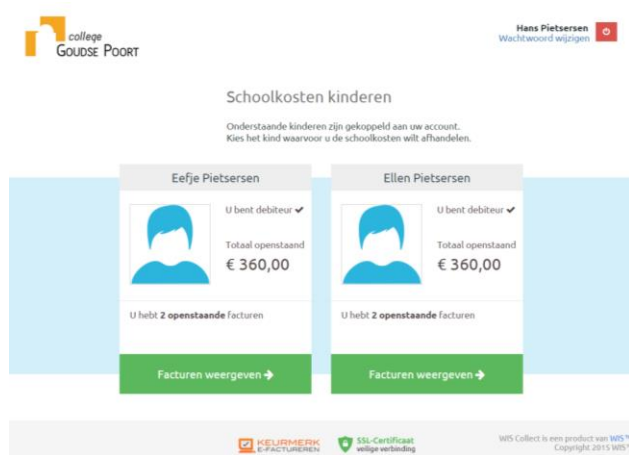 college
GOUDSE POORT
Hans Pietsersen
Wachtwoord wijzigen
Schoolkosten kinderen
Onderstaande kinderen zijn gekoppeld aan uw account.
Kies het kind waarvoor u de schoolkosten wilt afhandelen.
Eefje Pietsersen
U bent debiteur
Totaal openstaand
€ 360,00
U hebt 2 openstaande facturen
Facturen weergeven
Ellen Pietsersen
U bent debiteur
Totaal openstaand
€ 360,00
U hebt 2 openstaande facturen
Facturen weergeven
KEURMERK
E-FACTUREREN
SSL-Certificaat
veilige verbinding
WIS Collect is een product van WIS
Copyright 2015 WIS